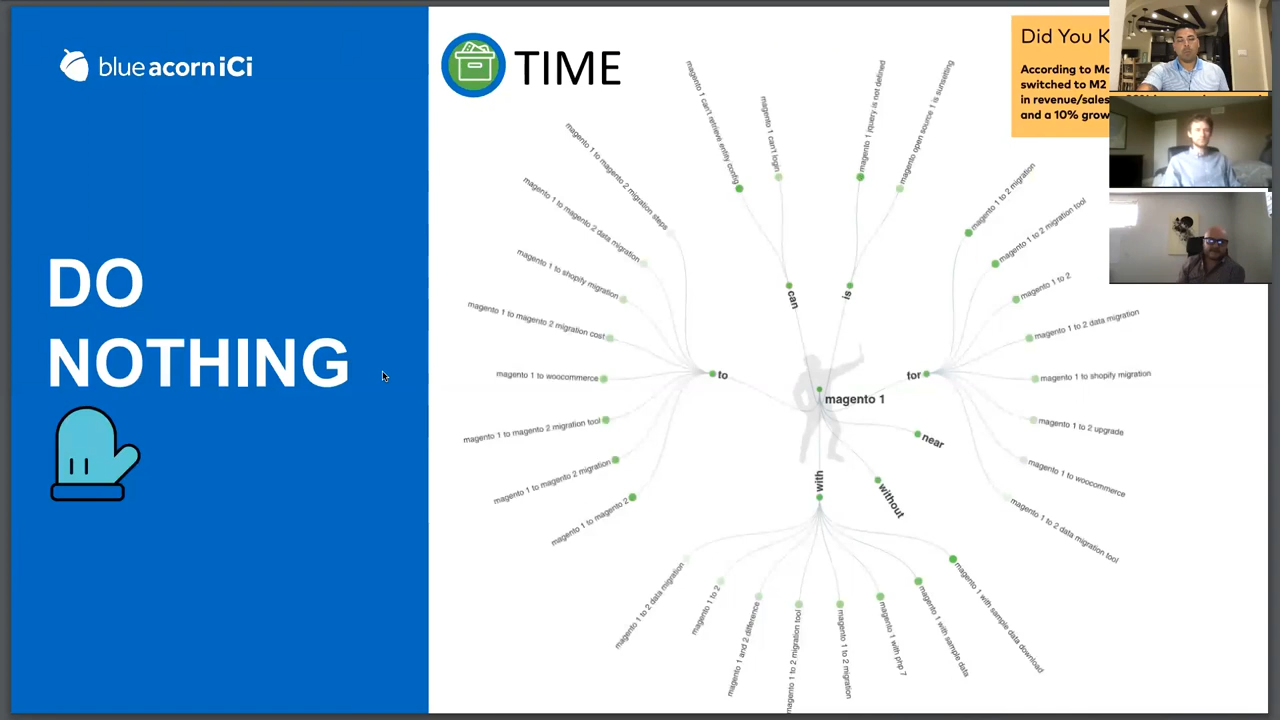 blue acorn iCi
DO
NOTHING
TIME
Did You K
According to Ma
switched to M2
in revenue/sales
and a 10% grow
magento 1 can't retrieve entity config
magento 1 can't login
magento 1 jquery is not defined
magento open source 1 is sunsetting
can
is
magento 1 to magento 2 migration steps
magento 1 to magento 2 data migration
magento 1 to shopify migration
magento 1 to magento 2 migration cost
magento 1 to woocommerce
magento 1 to magento 2 migration tool
magento 1 to magento 2 migration
magento 1 to magento 2
to
magento 1
for
magento 1 to 2 migration
magento 1 to 2 migration tool
magento 1 to 2
magento 1 to 2 data migration
magento 1 to shopify migration
magento 1 to 2 upgrade
magento 1 to woocommerce
magento 1 to 2 data migration tool
near
without
with
magento 1 to 2 data migration
magento 1 to 2
magento 1 and 2 difference
magento 1 to 2 migration tool
magento 1 to 2 migration
magento 1 with php 7
magento 1 with sample data
magento 1 with sample data download